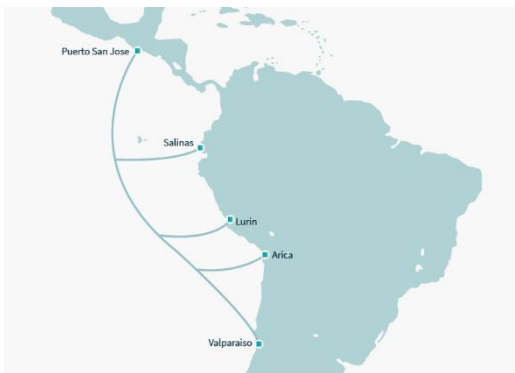 Puerto San Jose
Salinas
Lurin
Arica
Valparaiso